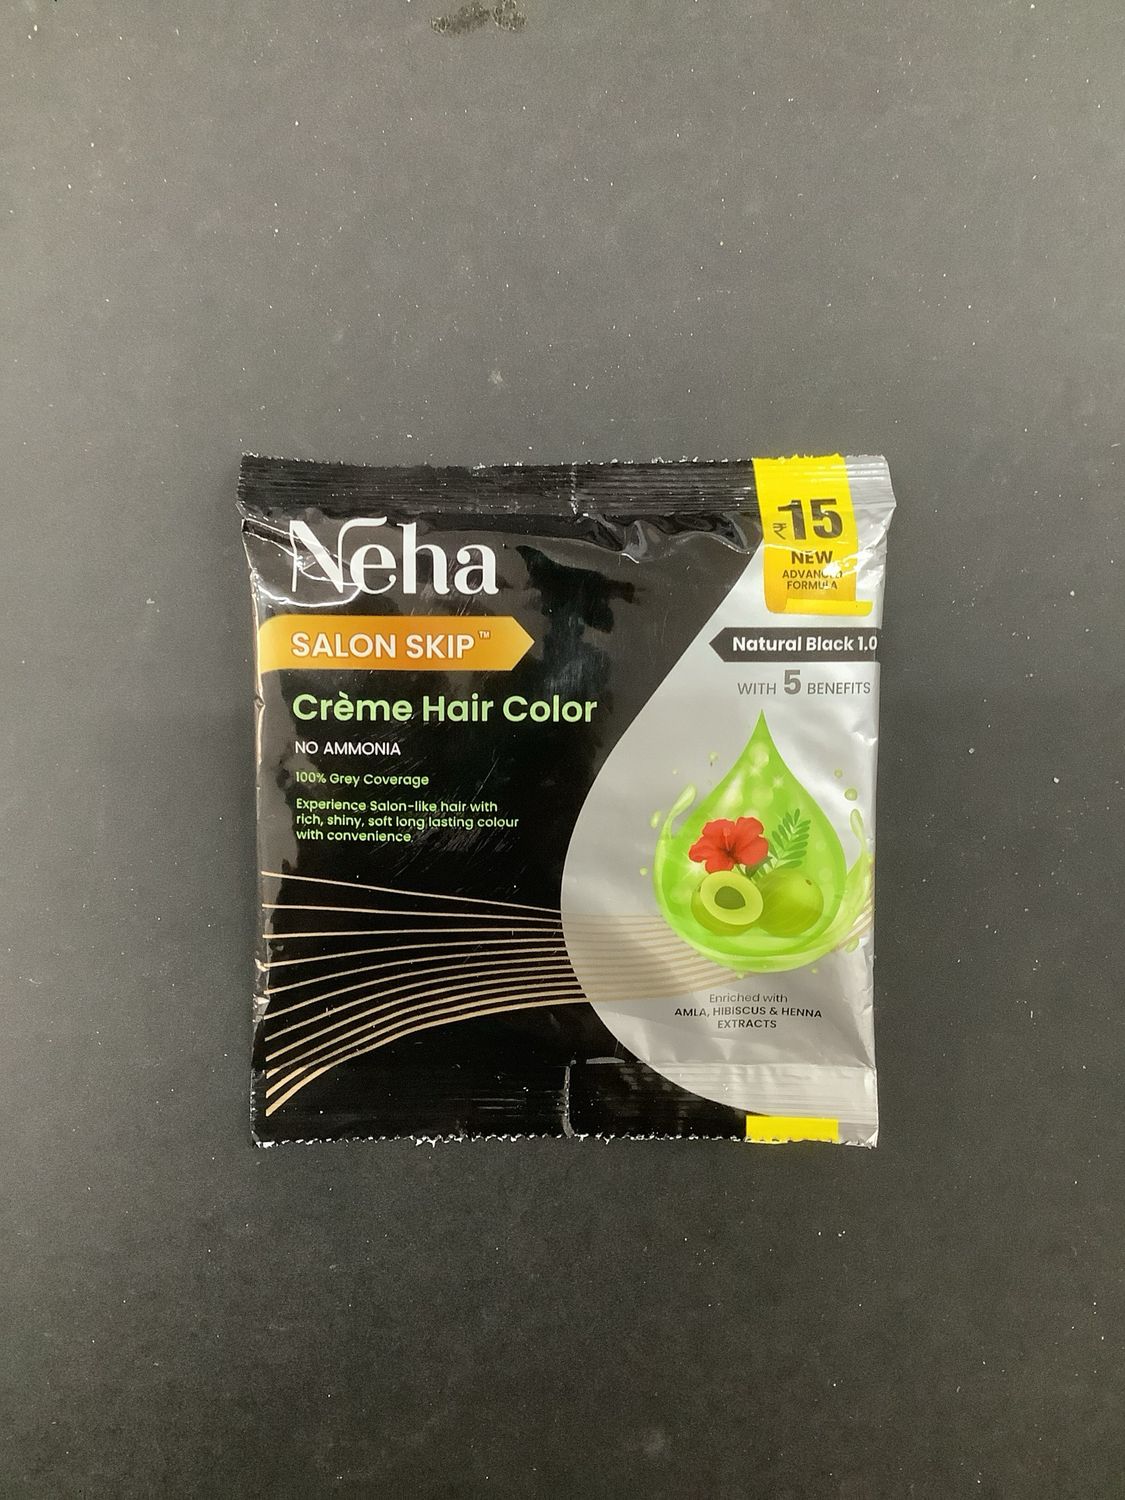 Neha
SALON SKIP™
Crème Hair Color
NO AMMONIA
100% Grey Coverage
Experience Salon-like hair with
rich, shiny, soft long lasting colour
with convenience.
₹15
NEW
ADVANCED
FORMULA
Natural Black 1.0
WITH 5 BENEFITS
Enriched with
AMLA, HIBISCUS & HENNA
EXTRACTS